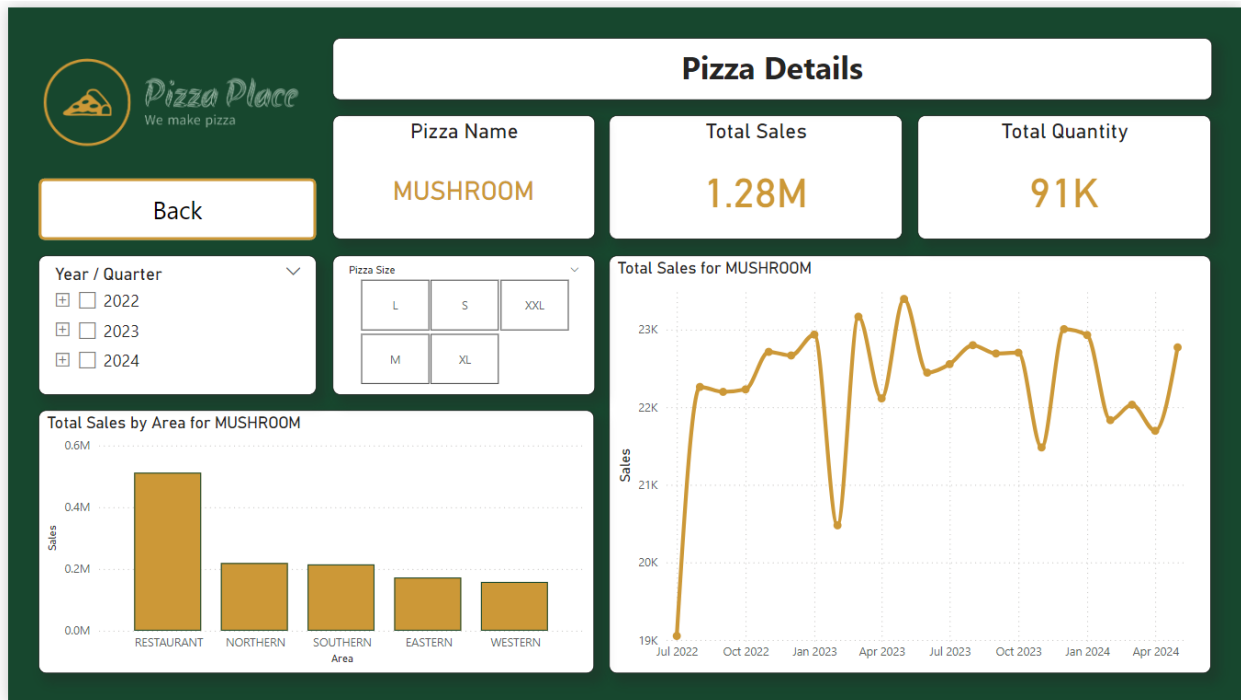 Pizza Place
We make pizza
Pizza Details
Pizza Name
MUSHROOM
Total Sales
1.28M
Total Quantity
91K
Back
Year / Quarter
2022
2023
2024
Pizza Size
L S XXL
M XL
Total Sales by Area for MUSHROOM
0.6M
0.4M
0.2M
0.0M
Sales
RESTAURANT NORTHERN SOUTHERN EASTERN WESTERN
Area
Total Sales for MUSHROOM
23K
22K
21K
20K
19K
Sales
Jul 2022 Oct 2022 Jan 2023 Apr 2023 Jul 2023 Oct 2023 Jan 2024 Apr 2024